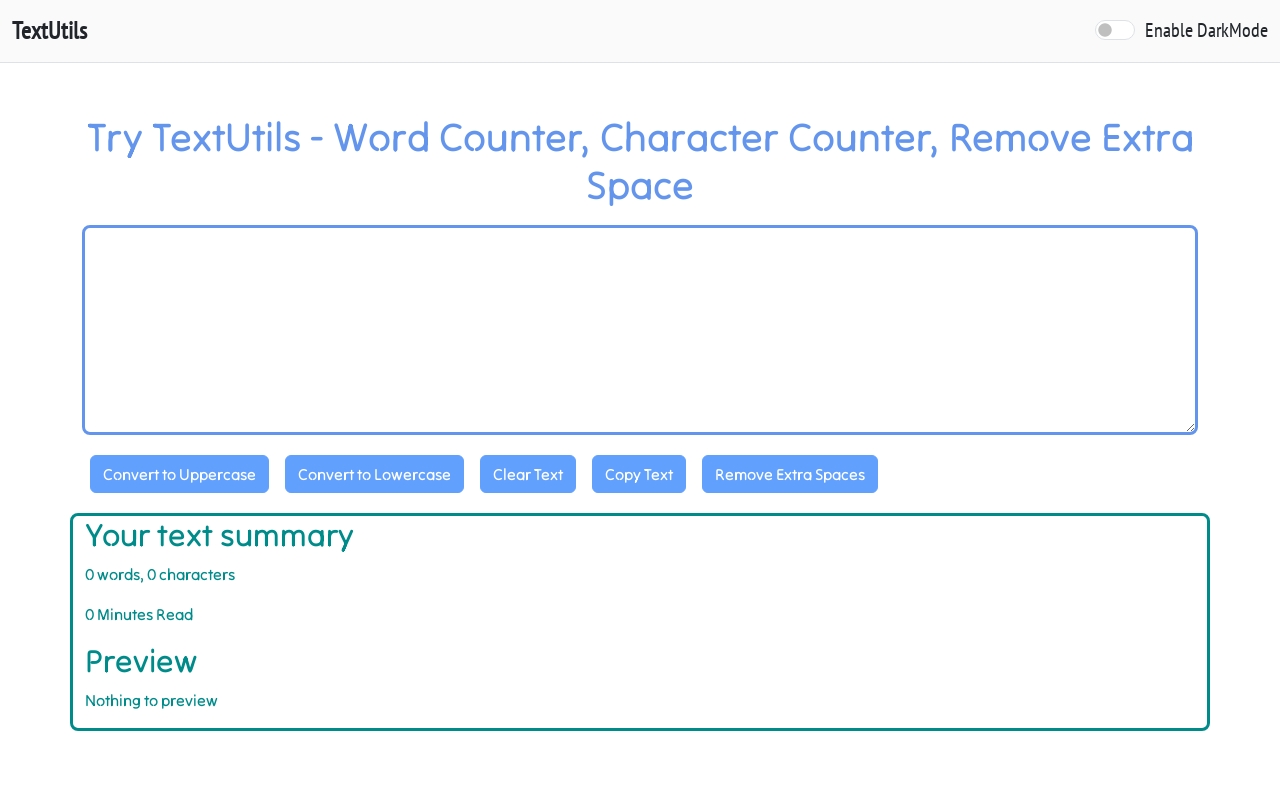 TextUtils
Enable DarkMode
Try TextUtils - Word Counter, Character Counter, Remove Extra
Space
Convert to Uppercase
Convert to Lowercase
Clear Text
Copy Text
Remove Extra Spaces
Your text summary
0 words, 0 characters
0 Minutes Read
Preview
Nothing to preview